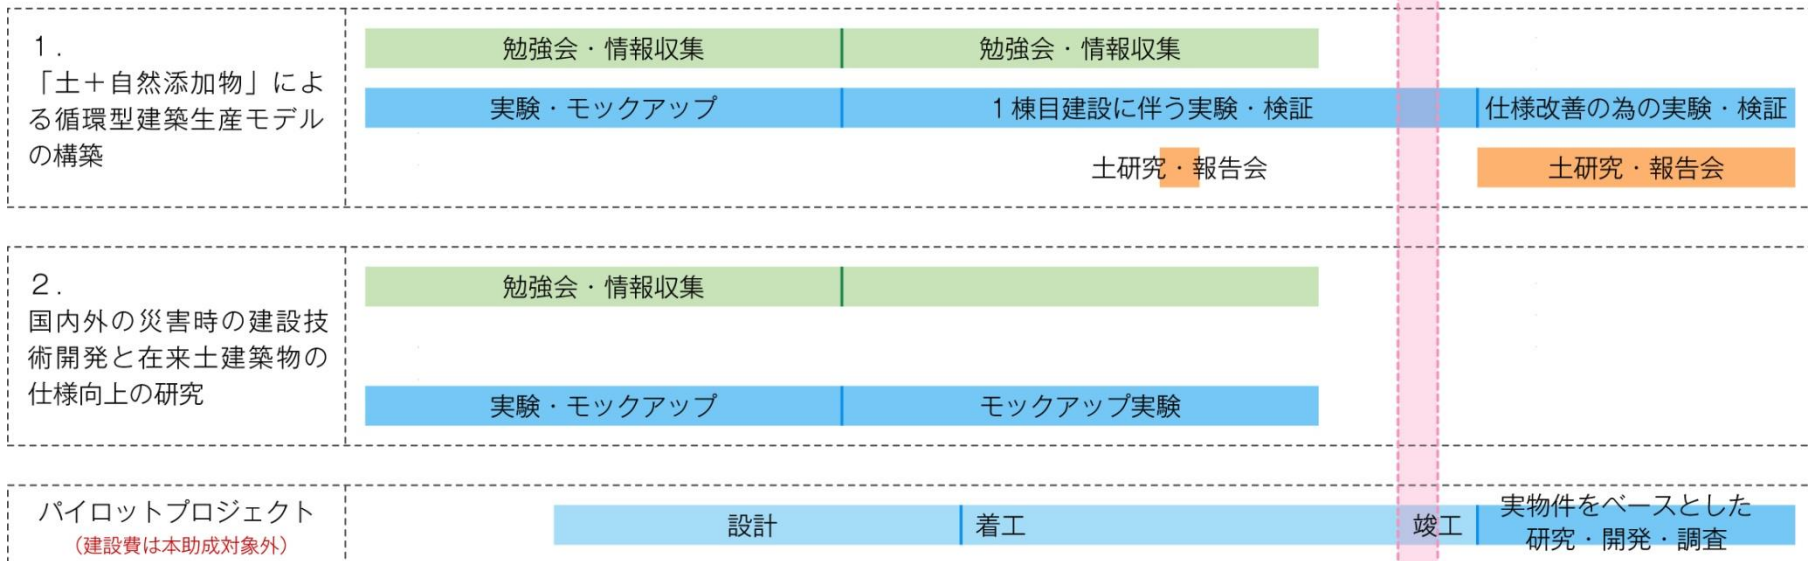 1.
「土＋自然添加物」によ
る循環型建築生産モデル
の構築
勉強会・情報収集
勉強会・情報収集
実験・モックアップ
1棟目建設に伴う実験・検証
仕様改善の為の実験・検証
土研究・報告会
土研究・報告会
2.
国内外の災害時の建設技
術開発と在来土建築物の
仕様向上の研究
勉強会・情報収集
実験・モックアップ
モックアップ実験
パイロットプロジェクト
（建設費は本助成対象外）
設計
着工
竣工
実物件をベースとした
研究・開発・調査